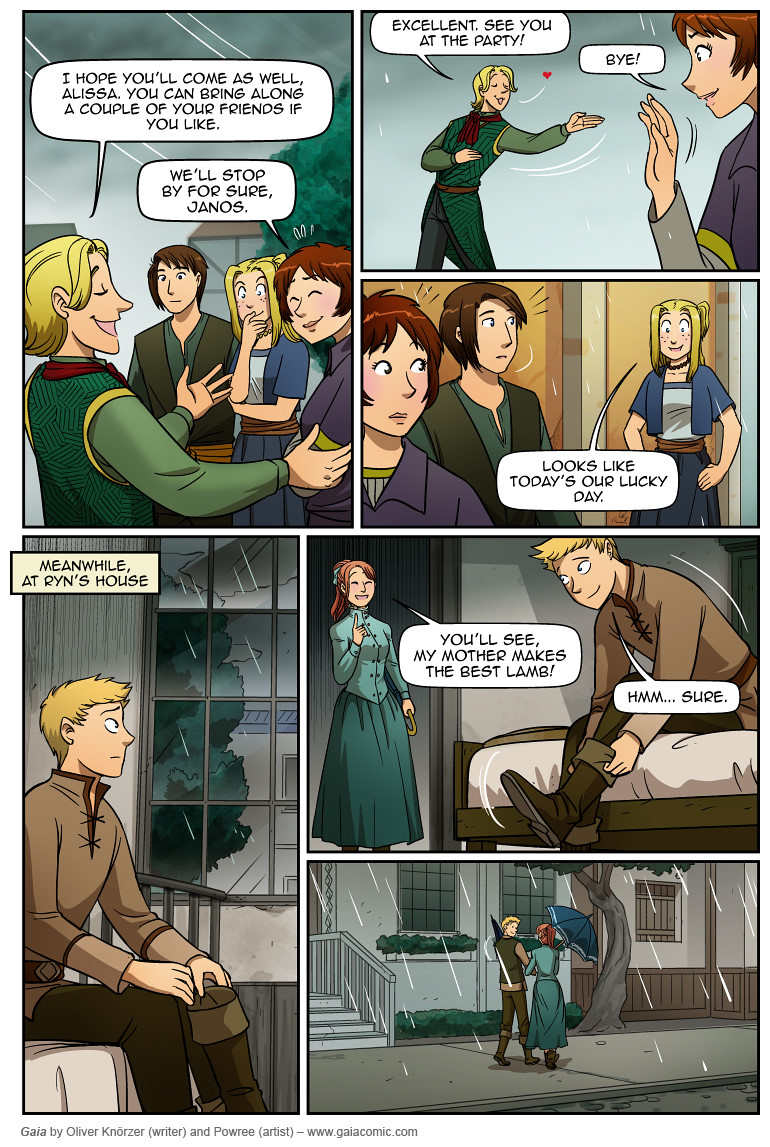 I HOPE YOU'LL COME AS WELL,
ALISSA. YOU CAN BRING ALONG
A COUPLE OF YOUR FRIENDS IF
YOU LIKE.
WE'LL STOP
BY FOR SURE,
JANOS.
EXCELLENT. SEE YOU
AT THE PARTY!
BYE!
LOOKS LIKE
TODAY'S OUR LUCKY
DAY.
MEANWHILE,
AT RYN'S HOUSE
YOU'LL SEE,
MY MOTHER MAKES
THE BEST LAMB!
HMM... SURE.
Gaia by Oliver Knörzer (writer) and Powree (artist) – www.gaiacomic.com